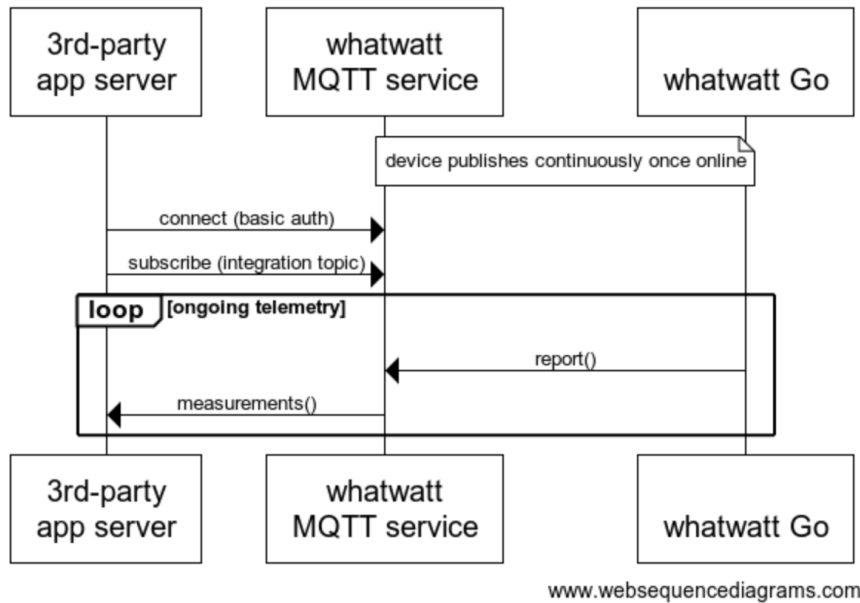 3rd-party
app server
whatwatt
MQTT service
whatwatt Go
device publishes continuously once online
connect (basic auth)
subscribe (integration topic)
loop [ongoing telemetry]
report()
measurements()
3rd-party
app server
whatwatt
MQTT service
whatwatt Go
www.websequencediagrams.com